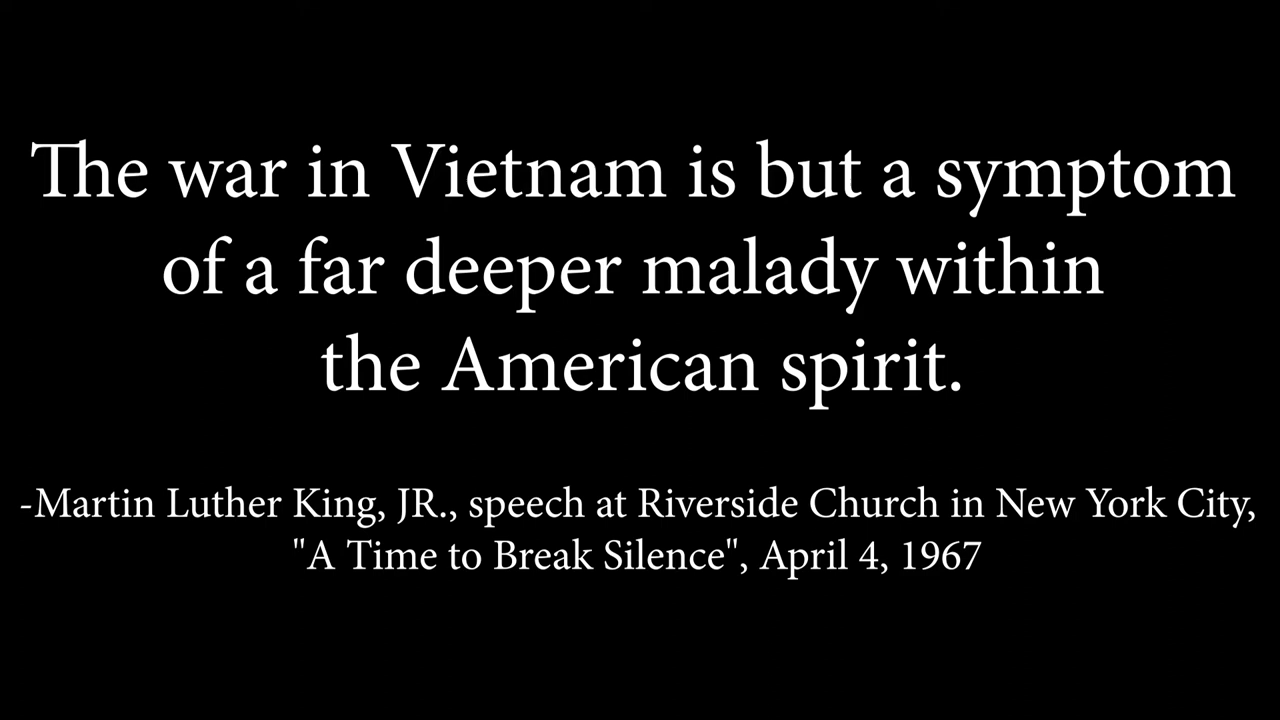 The war in Vietnam is but a symptom
of a far deeper malady within
the American spirit.
-Martin Luther King, JR., speech at Riverside Church in New York City,
"A Time to Break Silence", April 4, 1967